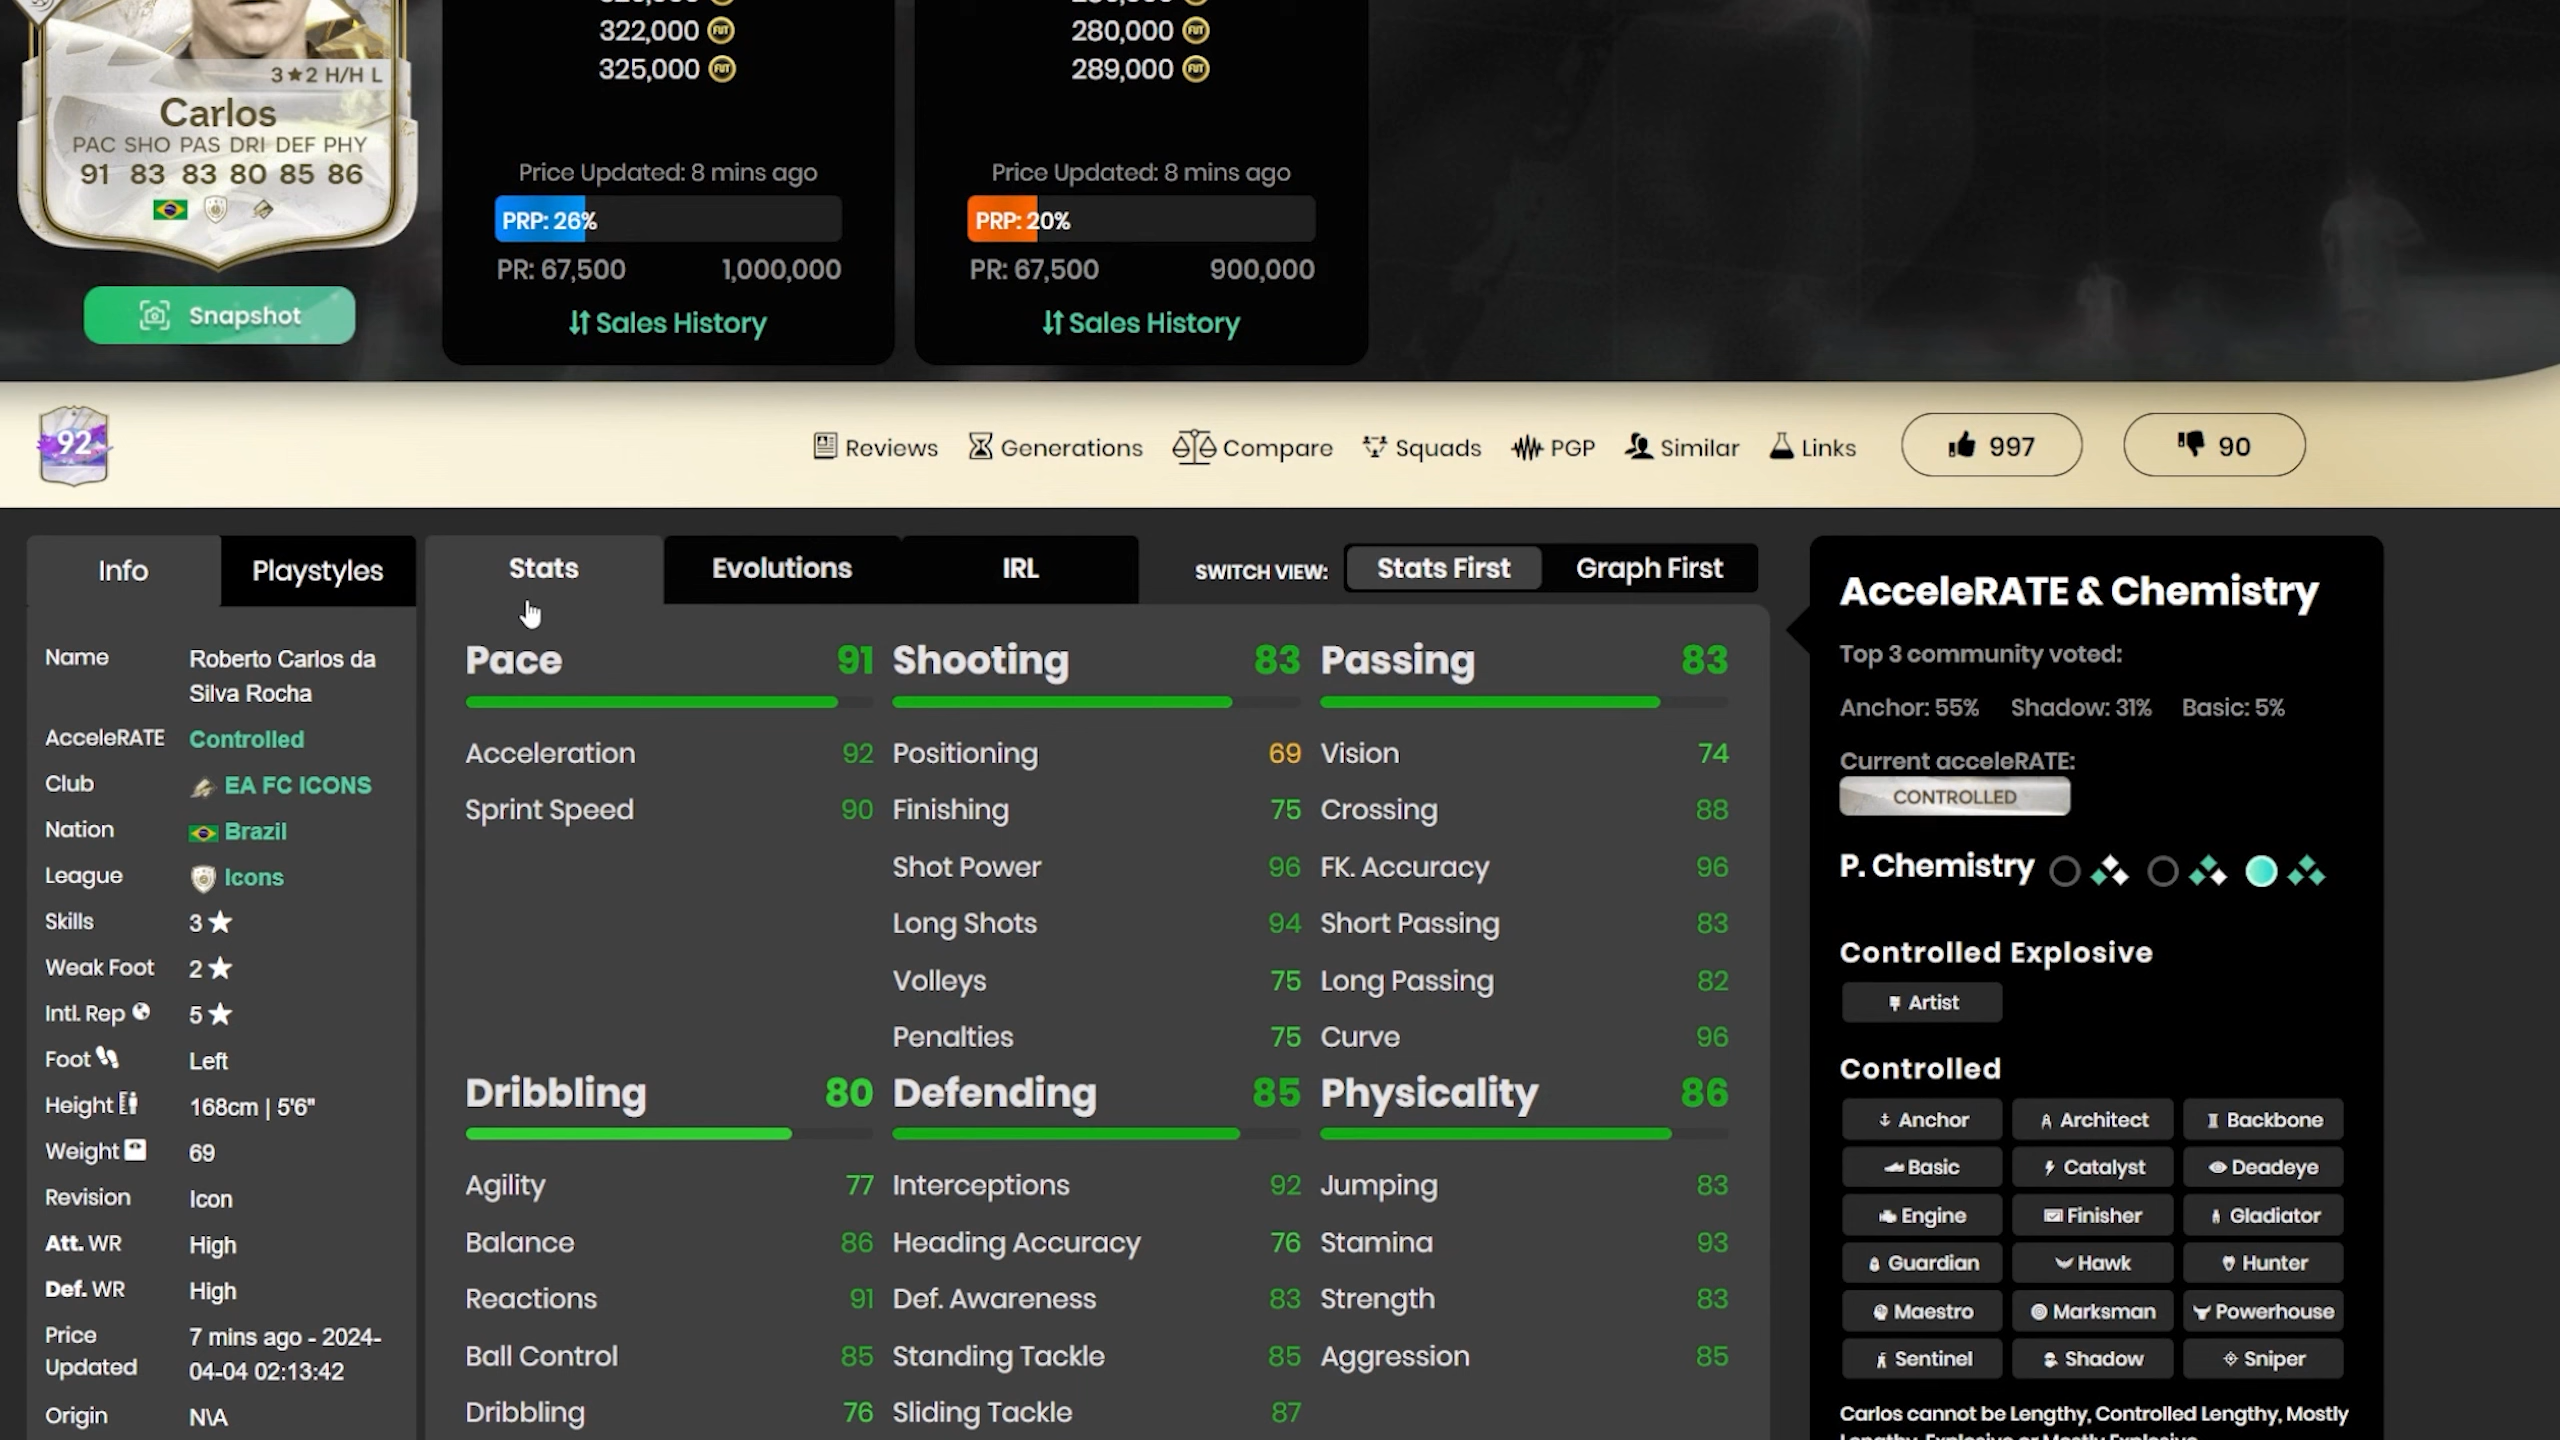 322,000
280,000
325,000
289,000
3★2 H/H L
Carlos
PAC SHO PAS DRI DEF PHY
91 83 83 80 85 86
Price Updated: 8 mins ago
Price Updated: 8 mins ago
PRP: 26%
PRP: 20%
PR: 67,500 1,000,000
PR: 67,500 900,000
Snapshot
Sales History
Sales History
92
Reviews
Generations
Compare
Squads
PGP
Similar
Links
997
90
Info
Playstyles
Stats
Evolutions
IRL
SWITCH VIEW:
Stats First
Graph First
Name Roberto Carlos da
Silva Rocha
AcceleRATE Controlled
Club EA FC ICONS
Nation Brazil
League Icons
Skills 3 ★
Weak Foot 2 ★
Intl. Rep 5 ★
Foot Left
Height 168cm | 5'6"
Weight 69
Revision Icon
Att. WR High
Def. WR High
Price 7 mins ago - 2024-
Updated 04-04 02:13:42
Origin N\A
Pace 91
Acceleration 92
Sprint Speed 90
Shooting 83
Positioning 69
Finishing 75
Shot Power 96
Long Shots 94
Volleys 75
Penalties 75
Passing 83
Vision 74
Crossing 88
FK. Accuracy 96
Short Passing 83
Long Passing 82
Curve 96
Dribbling 80
Agility 77
Balance 86
Reactions 91
Ball Control 85
Dribbling 76
Defending 85
Interceptions 92
Heading Accuracy 76
Def. Awareness 83
Standing Tackle 85
Sliding Tackle 87
Physicality 86
Jumping 83
Stamina 93
Strength 83
Aggression 85
AcceleRATE & Chemistry
Top 3 community voted:
Anchor: 55% Shadow: 31% Basic: 5%
Current acceleRATE:
CONTROLLED
P. Chemistry
Controlled Explosive
Artist
Controlled
Anchor Architect Backbone
Basic Catalyst Deadeye
Engine Finisher Gladiator
Guardian Hawk Hunter
Maestro Marksman Powerhouse
Sentinel Shadow Sniper
Carlos cannot be Lengthy, Controlled Lengthy, Mostly